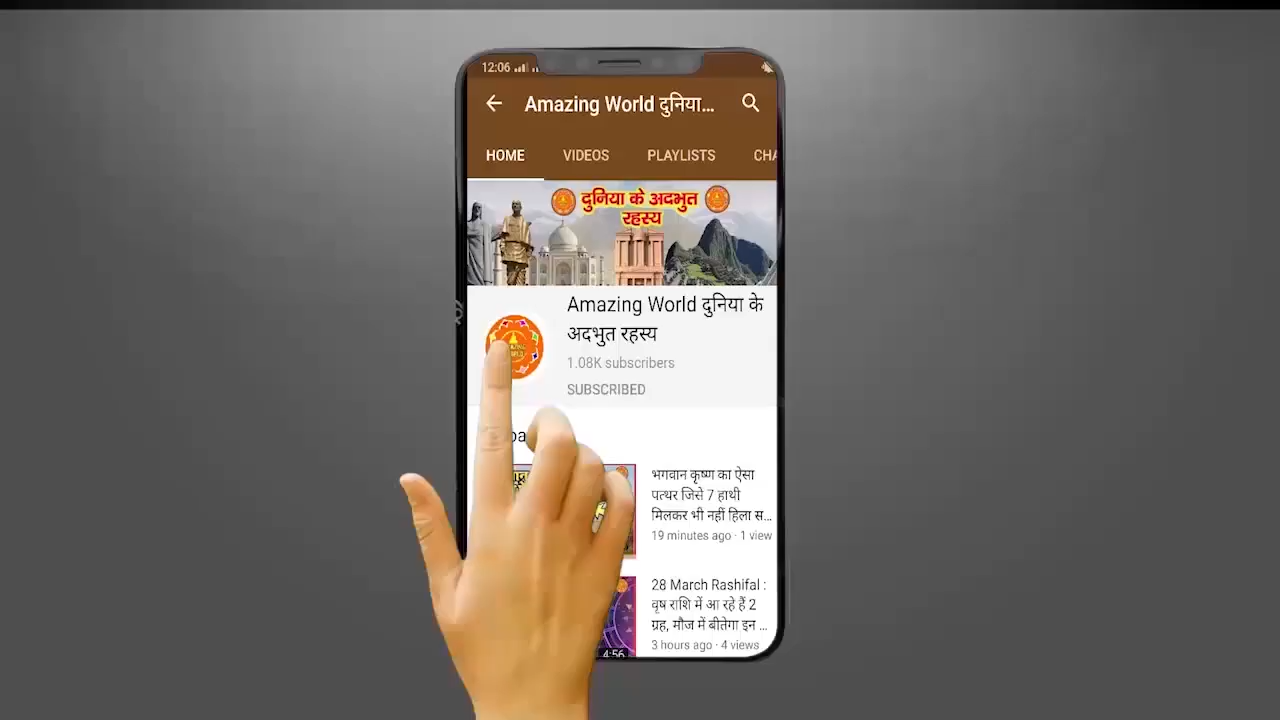 12:06
Amazing World दुनिया...
HOME VIDEOS PLAYLISTS CHA
दुनिया के अदभुत
रहस्य
Amazing World दुनिया के
अदभुत रहस्य
1.08K subscribers
SUBSCRIBED
भगवान कृष्ण का ऐसा
पत्थर जिसे 7 हाथी
मिलकर भी नहीं हिला स...
19 minutes ago · 1 view
28 March Rashifal :
वृष राशि में आ रहे हैं 2
ग्रह, मौज में बीतेगा इन ...
3 hours ago · 4 views
4:56